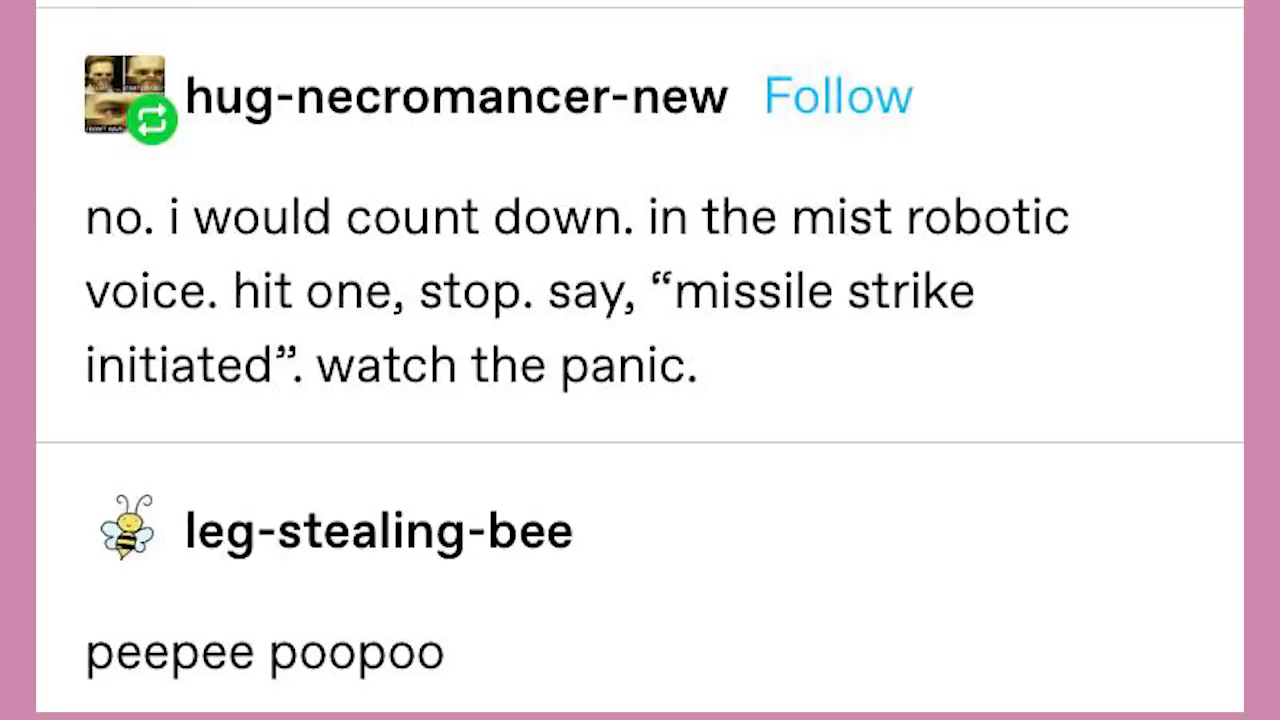 hug-necromancer-new Follow
no. i would count down. in the mist robotic
voice. hit one, stop. say, “missile strike
initiated”. watch the panic.
leg-stealing-bee
peepee poopoo